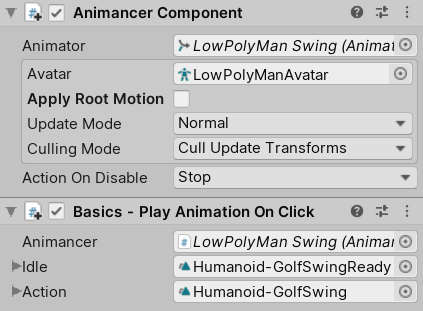 Animancer Component
Animator LowPolyMan Swing (Animat
Avatar LowPolyManAvatar
Apply Root Motion
Update Mode Normal
Culling Mode Cull Update Transforms
Action On Disable Stop
Basics - Play Animation On Click
Animancer LowPolyMan Swing (Animar
Idle Humanoid-GolfSwingReady
Action Humanoid-GolfSwing